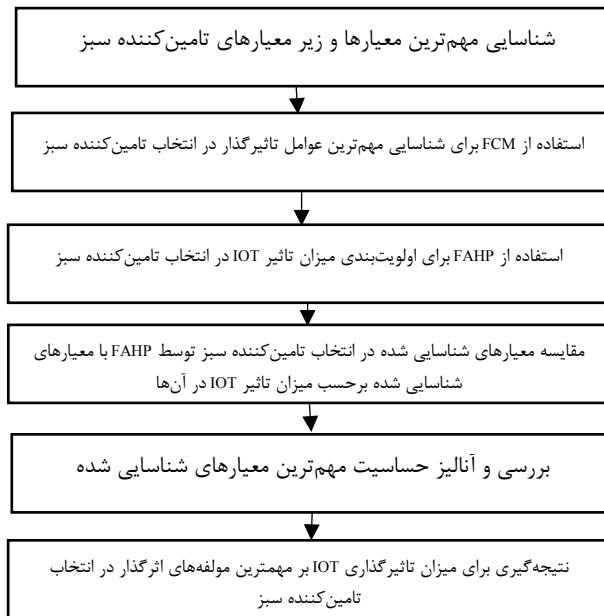 شناسایی مهم‌ترین معیارها و زیر معیارهای تامین‌کننده سبز
استفاده از FCM برای شناسایی مهم‌ترین عوامل تاثیرگذار در انتخاب تامین‌کننده سبز
استفاده از FAHP برای اولویت‌بندی میزان تاثیر IOT در انتخاب تامین‌کننده سبز
مقایسه معیارهای شناسایی شده در انتخاب تامین‌کننده سبز توسط FAHP با معیارهای
شناسایی شده برحسب میزان تاثیر IOT در آن‌ها
بررسی و آنالیز حساسیت مهم‌ترین معیارهای شناسایی شده
نتیجه‌گیری برای میزان تاثیرگذاری IOT بر مهمترین مولفه‌های اثرگذار در انتخاب
تامین‌کننده سبز